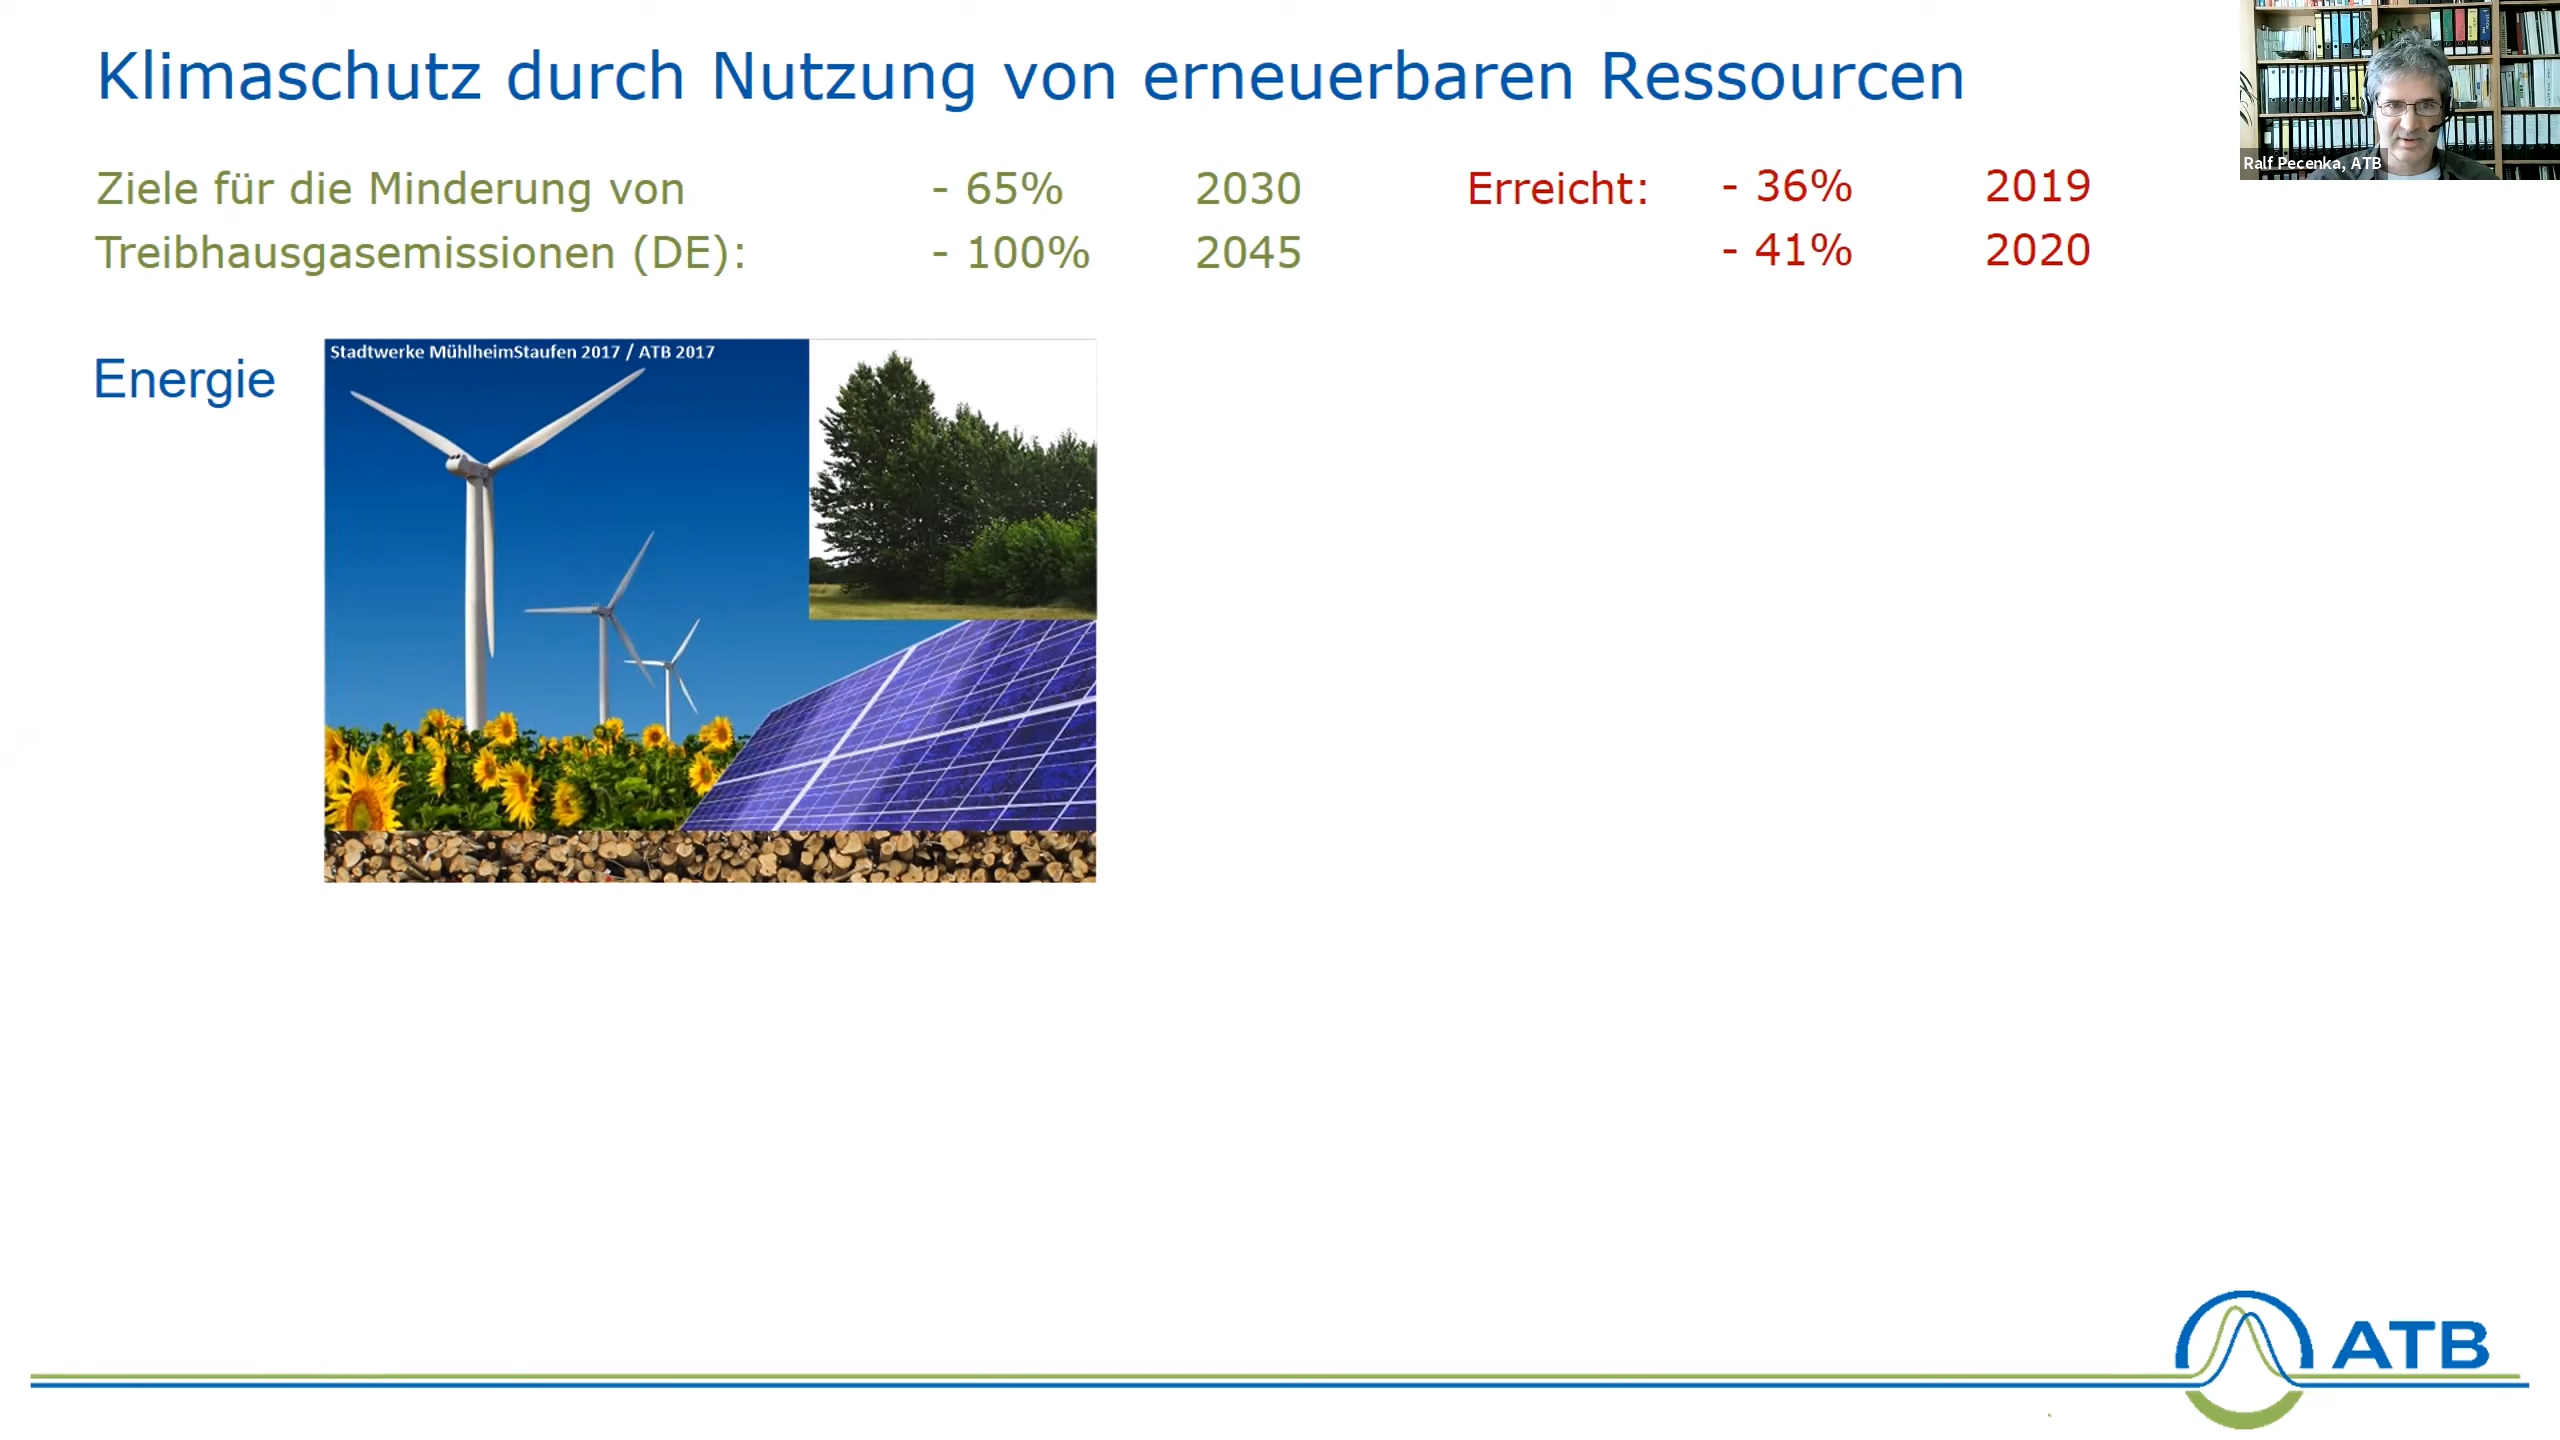 Klimaschutz durch Nutzung von erneuerbaren Ressourcen
Ralf Pecenka, ATB
Ziele für die Minderung von - 65% 2030 Erreicht: - 36% 2019
Treibhausgasemissionen (DE): - 100% 2045 - 41% 2020
Energie
Stadtwerke MühlheimStaufen 2017 / ATB 2017
ATB